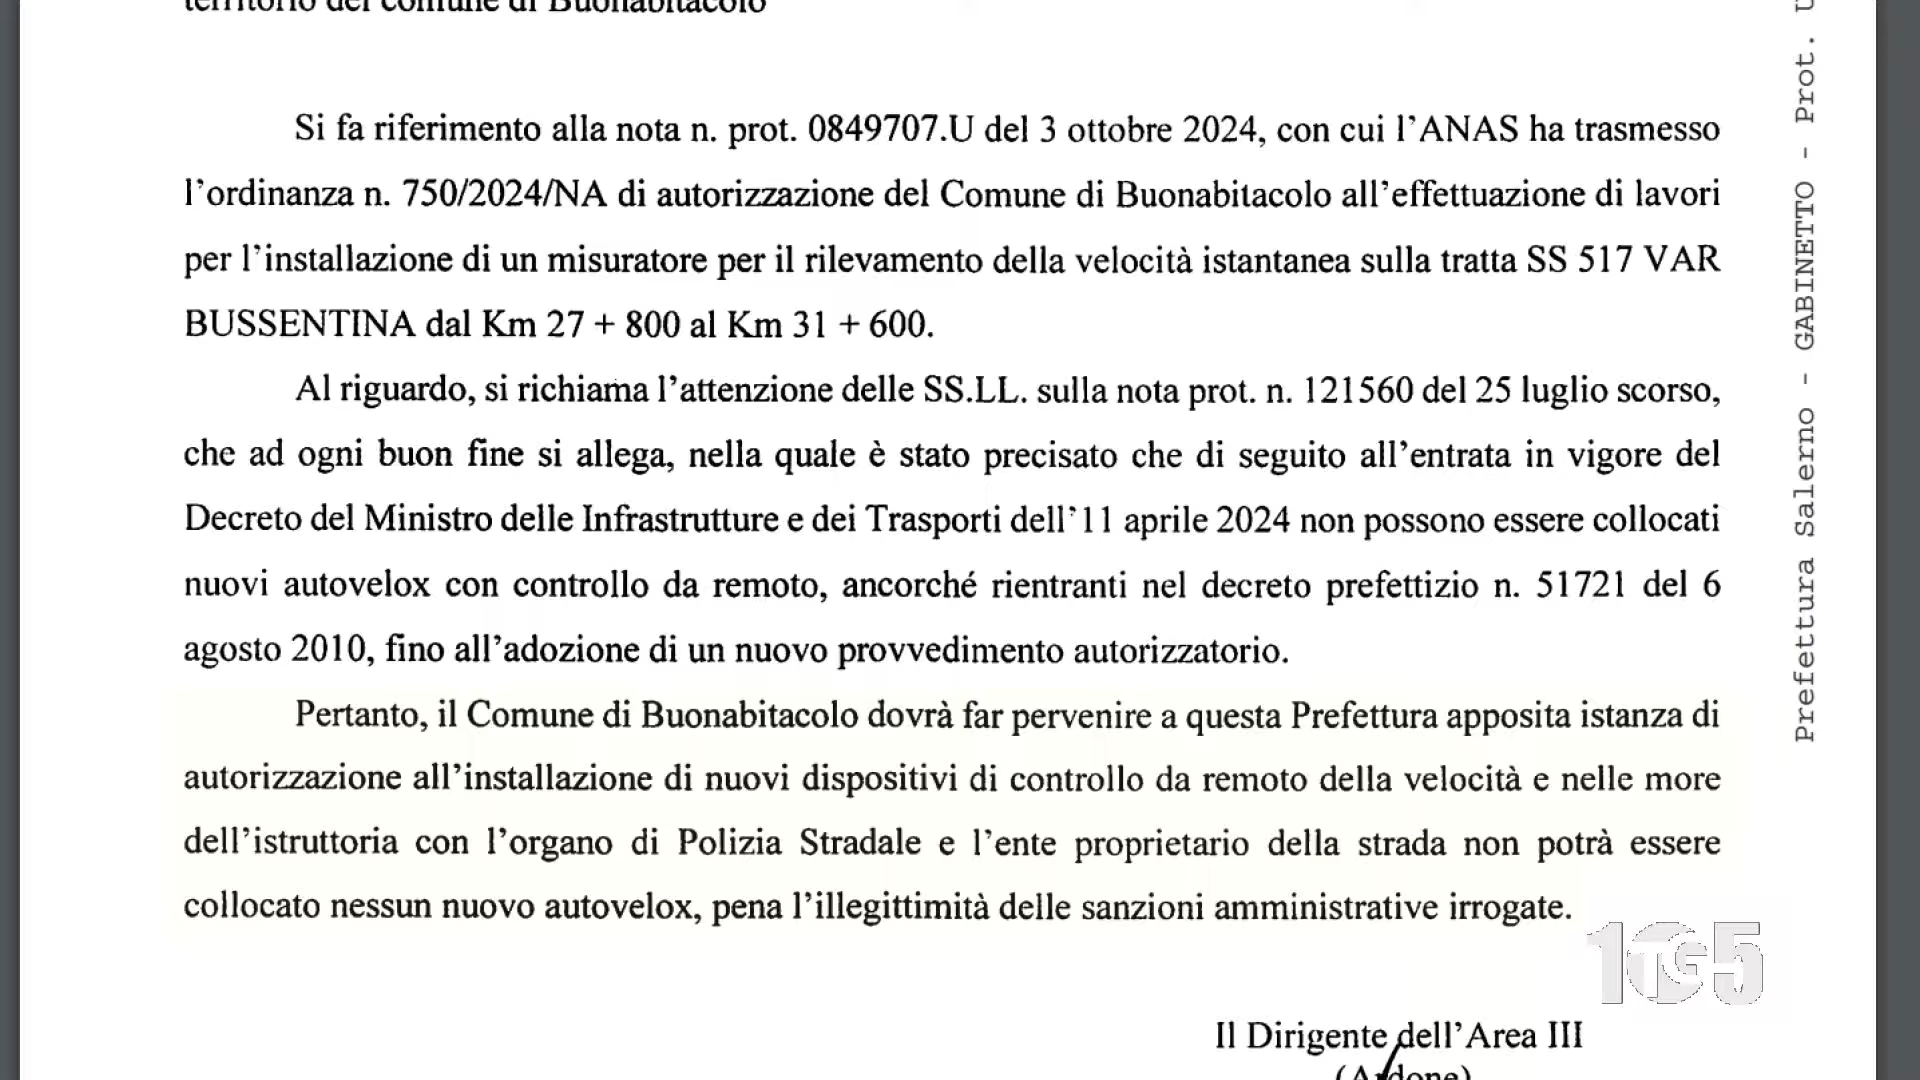 territorio del comune di Buonabitacolo
Si fa riferimento alla nota n. prot. 0849707.U del 3 ottobre 2024, con cui l’ANAS ha trasmesso
l’ordinanza n. 750/2024/NA di autorizzazione del Comune di Buonabitacolo all’effettuazione di lavori
per l’installazione di un misuratore per il rilevamento della velocità istantanea sulla tratta SS 517 VAR
BUSSENTINA dal Km 27 + 800 al Km 31 + 600.
Al riguardo, si richiama l’attenzione delle SS.LL. sulla nota prot. n. 121560 del 25 luglio scorso,
che ad ogni buon fine si allega, nella quale è stato precisato che di seguito all’entrata in vigore del
Decreto del Ministro delle Infrastrutture e dei Trasporti dell’11 aprile 2024 non possono essere collocati
nuovi autovelox con controllo da remoto, ancorché rientranti nel decreto prefettizio n. 51721 del 6
agosto 2010, fino all’adozione di un nuovo provvedimento autorizzatorio.
Pertanto, il Comune di Buonabitacolo dovrà far pervenire a questa Prefettura apposita istanza di
autorizzazione all’installazione di nuovi dispositivi di controllo da remoto della velocità e nelle more
dell’istruttoria con l’organo di Polizia Stradale e l’ente proprietario della strada non potrà essere
collocato nessun nuovo autovelox, pena l’illegittimità delle sanzioni amministrative irrogate.
Il Dirigente dell’Area III
(Ardone)
Prefettura Salerno - GABINETTO - Prot. U
1TG5